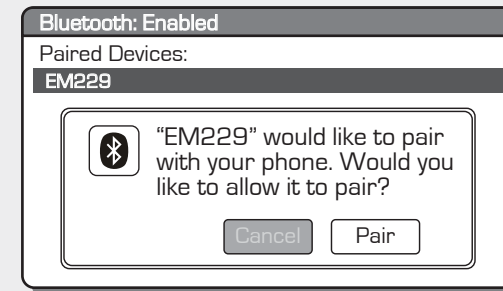 Bluetooth: Enabled
Paired Devices:
EM229
“EM229” would like to pair
with your phone. Would you
like to allow it to pair?
Cancel Pair